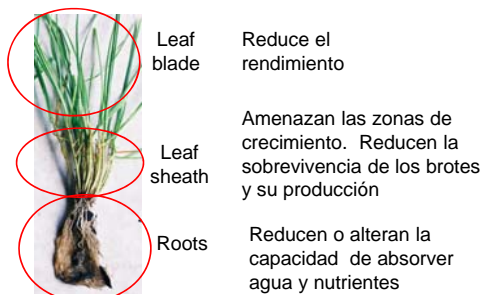 Leaf
blade
Reduce el
rendimiento
Leaf
sheath
Amenazan las zonas de
crecimiento. Reducen la
sobrevivencia de los brotes
y su producción
Roots
Reducen o alteran la
capacidad de absorver
agua y nutrientes